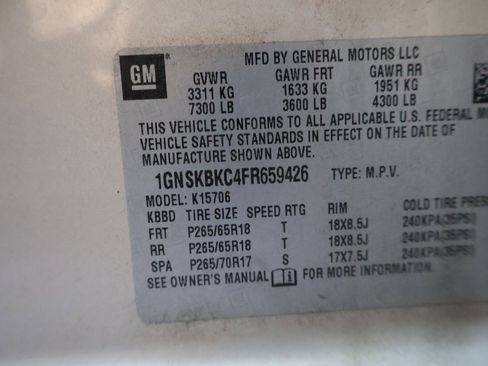 MFD BY GENERAL MOTORS LLC
GM
GVWR GAWR FRT GAWR RR
3311 KG 1633 KG 1951 KG
7300 LB 3600 LB 4300 LB
THIS VEHICLE CONFORMS TO ALL APPLICABLE U.S. FEDERAL M
VEHICLE SAFETY STANDARDS IN EFFECT ON THE DATE OF
MANUFACTURE SHOWN ABOVE.
1GNSKBKC4FR659426 TYPE: M.P.V.
MODEL: K15706
KBBD TIRE SIZE SPEED RTG RIM COLD TIRE PRES
FRT P265/65R18 T 18X8.5J 240KPA(35PSI)
RR P265/65R18 T 18X8.5J 240KPA(35PSI)
SPA P265/70R17 S 17X7.5J 240KPA(35PSI)
SEE OWNER'S MANUAL FOR MORE INFORMATION.